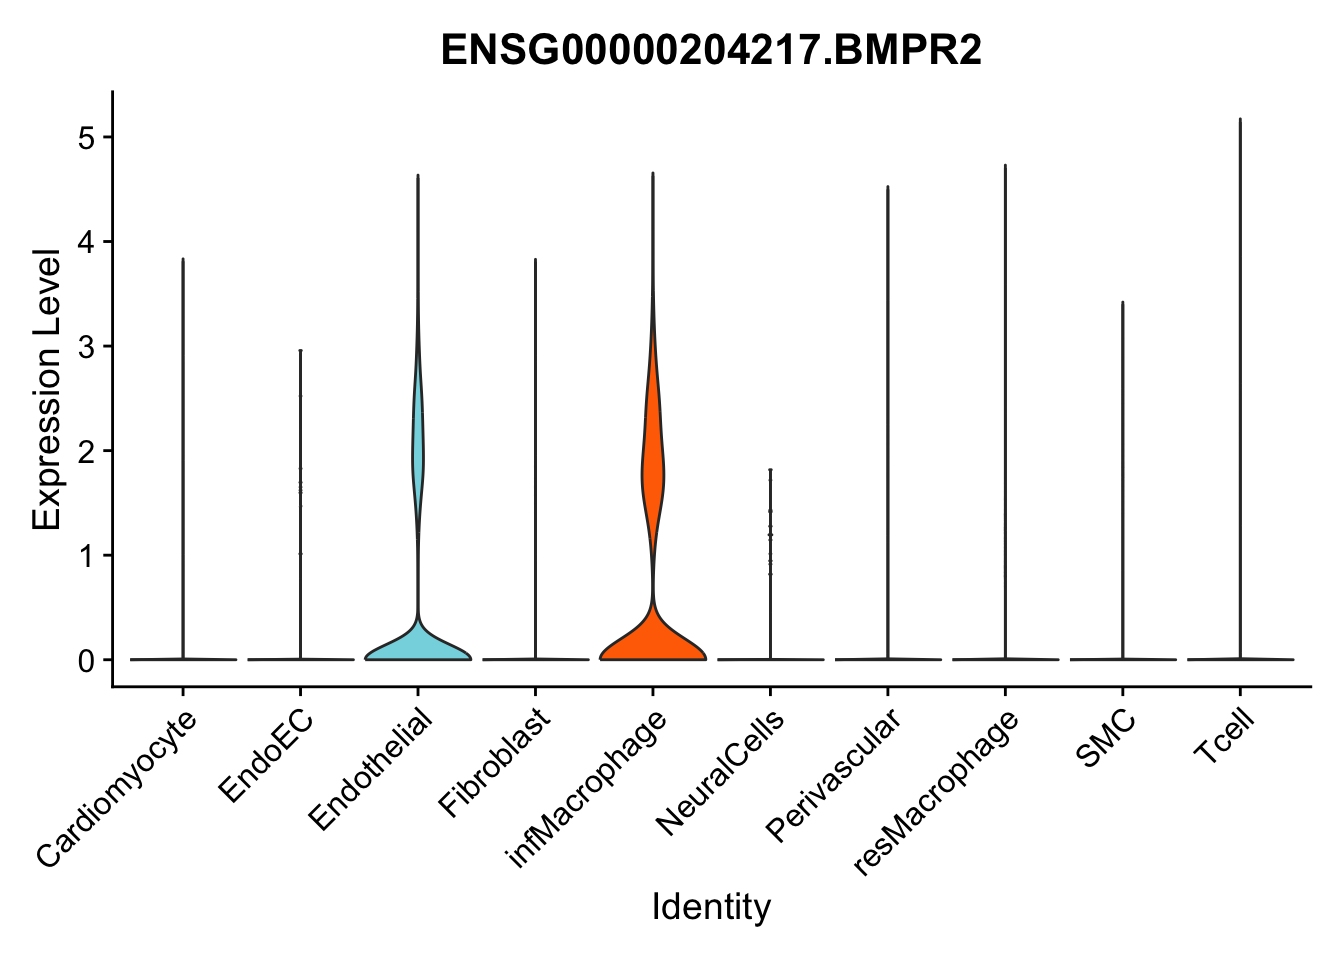 ENSG00000204217.BMPR2
Expression Level
5
4
3
2
1
0
Cardiomyocyte
EndoEC
Endothelial
Fibroblast
infMacrophage
NeuralCells
Perivascular
resMacrophage
SMC
Tcell
Identity